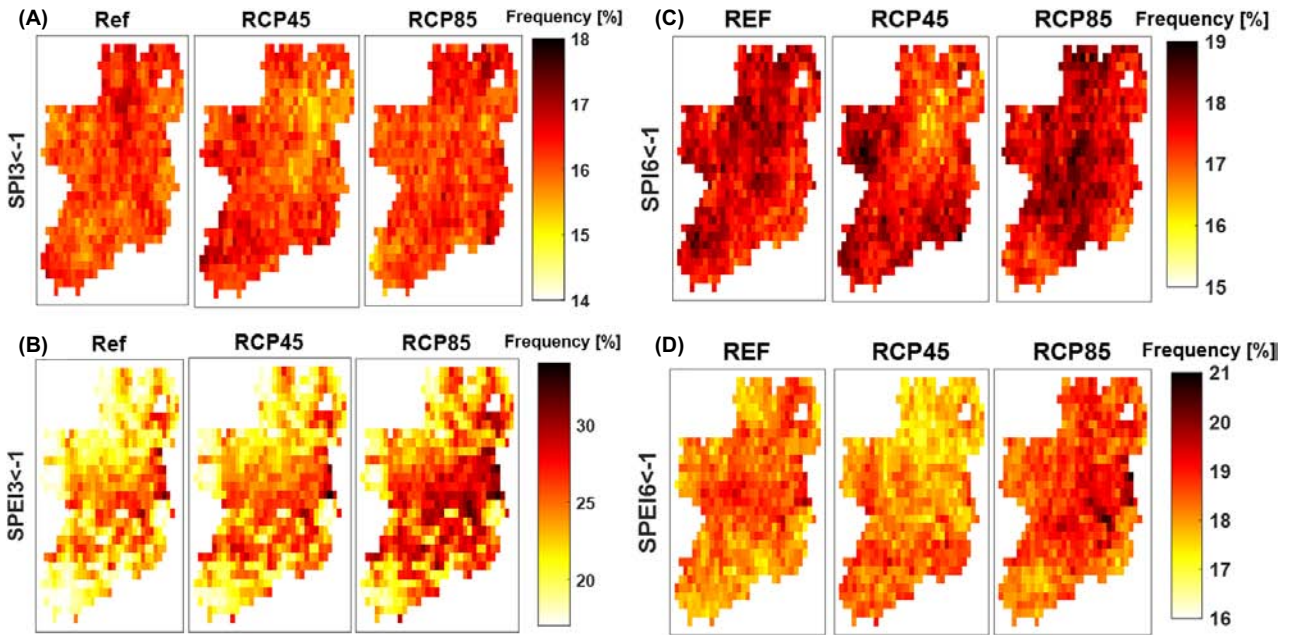 (A)
Ref
RCP45
RCP85
Frequency [%]
SPI3<-1
18
17
16
15
14
(C)
REF
RCP45
RCP85
Frequency [%]
SPI6<-1
19
18
17
16
15
(B)
Ref
RCP45
RCP85
Frequency [%]
SPEI3<-1
30
25
20
(D)
REF
RCP45
RCP85
Frequency [%]
SPEI6<-1
21
20
19
18
17
16